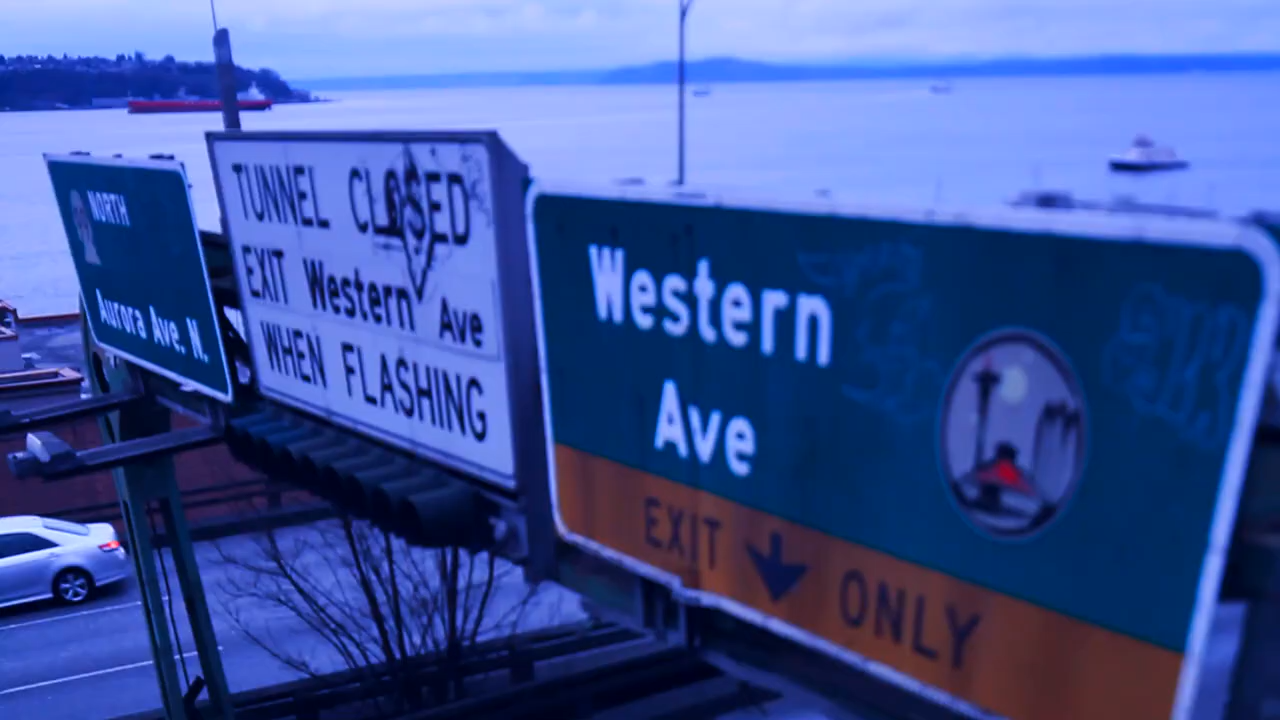 NORTH
Aurora Ave. N.
TUNNEL CLOSED
EXIT Western Ave
WHEN FLASHING
Western
Ave
EXIT ONLY